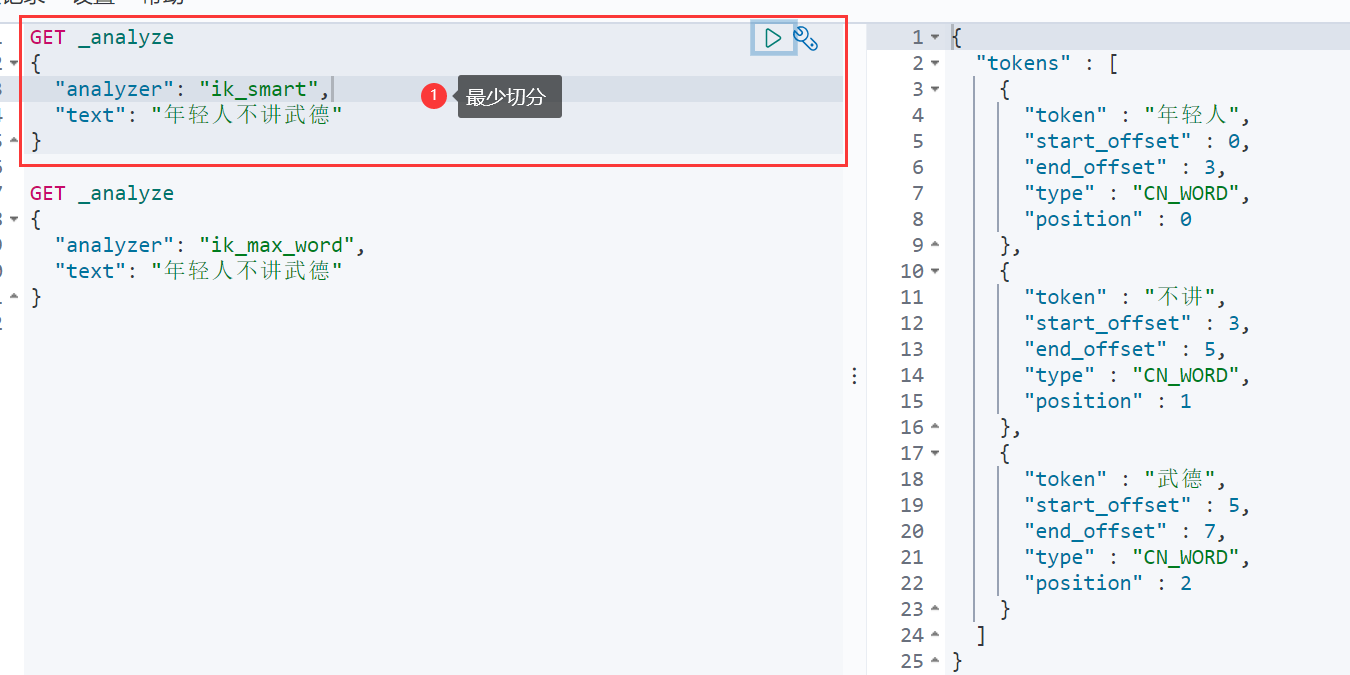 设置 帮助
GET _analyze
{
"analyzer": "ik_smart",
"text": "年轻人不讲武德"
}
1 最少切分
GET _analyze
{
"analyzer": "ik_max_word",
"text": "年轻人不讲武德"
}
1 {
2 "tokens" : [
3 {
4 "token" : "年轻人",
5 "start_offset" : 0,
6 "end_offset" : 3,
7 "type" : "CN_WORD",
8 "position" : 0
9 },
10 {
11 "token" : "不讲",
12 "start_offset" : 3,
13 "end_offset" : 5,
14 "type" : "CN_WORD",
15 "position" : 1
16 },
17 {
18 "token" : "武德",
19 "start_offset" : 5,
20 "end_offset" : 7,
21 "type" : "CN_WORD",
22 "position" : 2
23 }
24 ]
25 }